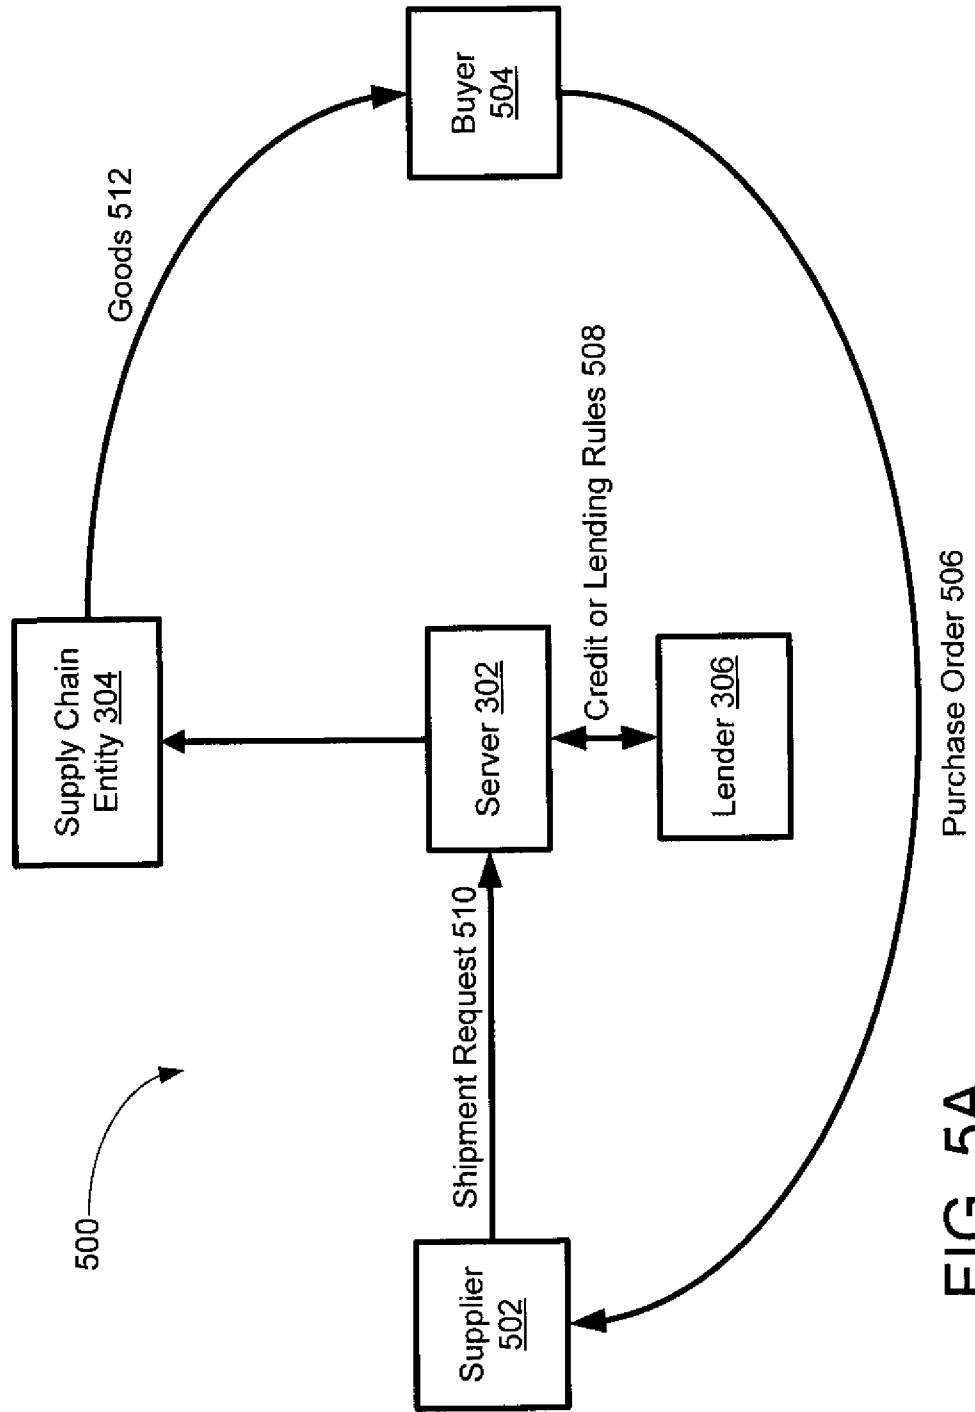 500
Supply Chain
Entity 304
Goods 512
Supplier
502
Shipment Request 510
Server 302
Buyer
504
Credit or Lending Rules 508
Lender 306
Purchase Order 506
FIG. 5A